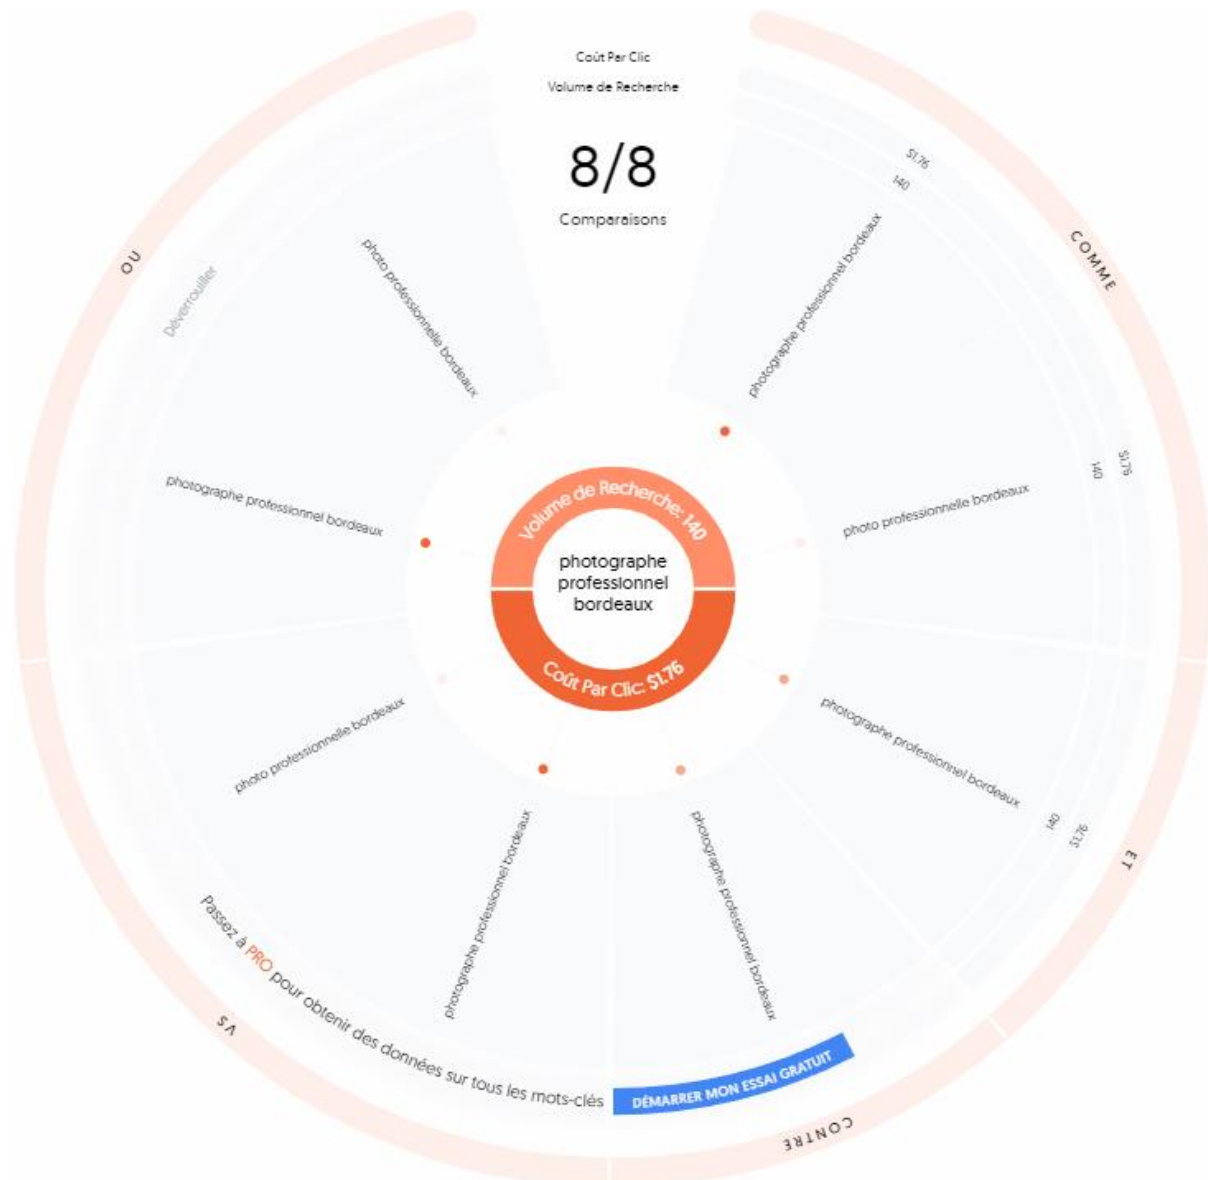 Coût Par Clic
Volume de Recherche
8/8
Comparaisons
COMME
$1.76
140
photographe professionnel bordeaux
$1.76
140
photo professionnelle bordeaux
ET
photographe professionnel bordeaux
140
$1.76
CONTRE
photographe professionnel bordeaux
DÉMARRER MON ESSAI GRATUIT
VS
photographe professionnel bordeaux
photo professionnelle bordeaux
Passez à PRO pour obtenir des données sur tous les mots-clés
OU
photographe professionnel bordeaux
photo professionnelle bordeaux
Déverrouiller
Volume de Recherche: 140
photographe
professionnel
bordeaux
Coût Par Clic: $1.76